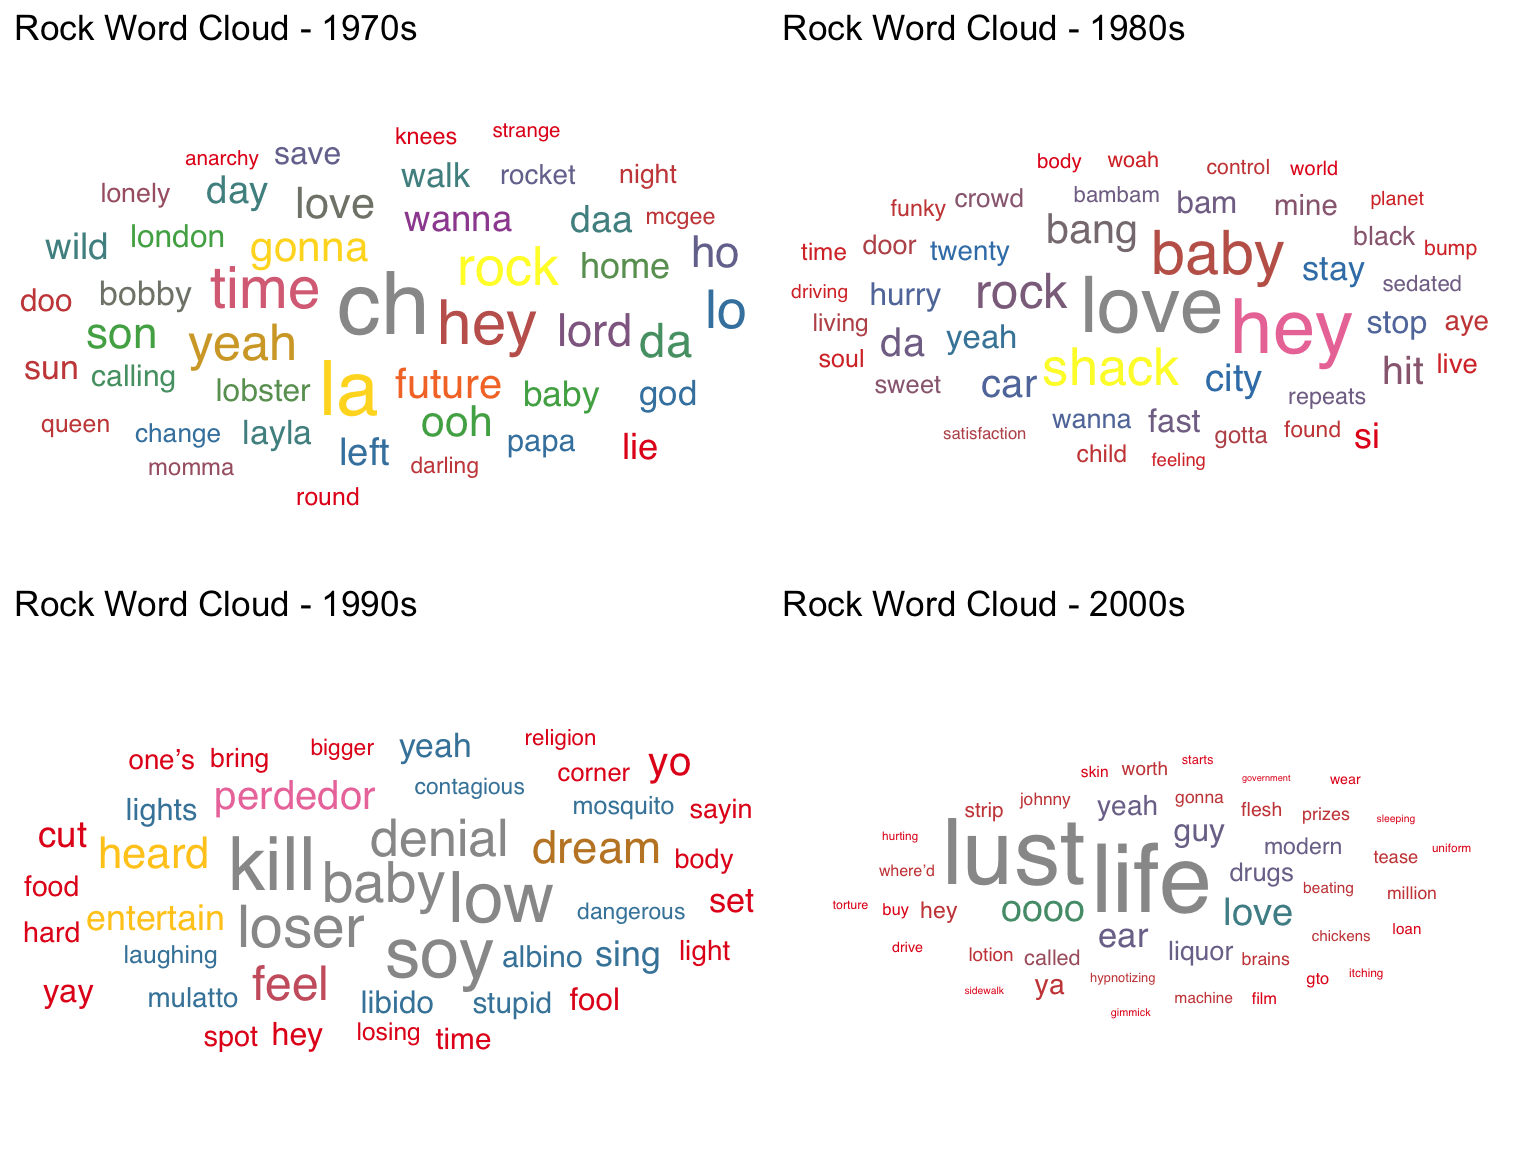 Rock Word Cloud - 1970s
knees strange
anarchy save
walk rocket night
lonely day love
wanna daa mcgee
wild london gonna
rock home ho
doo bobby time ch
hey lord da lo
son yeah
sun calling lobster la future baby god
queen change layla left ooh papa lie
momma darling
round
Rock Word Cloud - 1980s
body woah control world
funky crowd bambam bam mine planet
time door twenty bang baby stay black bump
driving hurry rock love hey sedated
living da yeah stop aye
soul sweet car shack city hit live
wanna fast repeats
satisfaction child feeling gotta found si
Rock Word Cloud - 1990s
one’s bring bigger yeah religion
corner yo
lights perdedor contagious mosquito sayin
cut heard kill denial dream body
food baby low
hard entertain loser dangerous set
laughing soy albino sing light
yay mulatto feel libido stupid fool
spot hey losing time
Rock Word Cloud - 2000s
skin worth starts government wear
strip johnny yeah gonna flesh prizes sleeping
hurting lust guy modern uniform
where’d life drugs tease
torture buy hey oooo love beating million
drive ear liquor chickens loan
lotion called brains
sidewalk ya hypnotizing gto itching
gimmick machine film